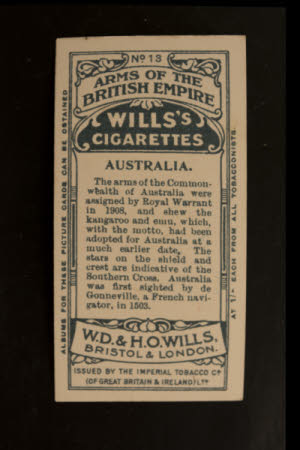 Nº 13
ARMS OF THE
BRITISH EMPIRE
WILLS'S
CIGARETTES
AUSTRALIA.
The arms of the Common-
wealth of Australia were
assigned by Royal Warrant
in 1908, and shew the
kangaroo and emu, which,
with the motto, had been
adopted for Australia at a
much earlier date. The
stars on the shield and
crest are indicative of the
Southern Cross. Australia
was first sighted by de
Gonneville, a French navi-
gator, in 1503.
W.D. & H.O. WILLS,
BRISTOL & LONDON.
ISSUED BY THE IMPERIAL TOBACCO Cº
(OF GREAT BRITAIN & IRELAND) Lᵀᴰ
ALBUMS FOR THESE PICTURE CARDS CAN BE OBTAINED
AT 1/- EACH FROM ALL TOBACCONISTS.